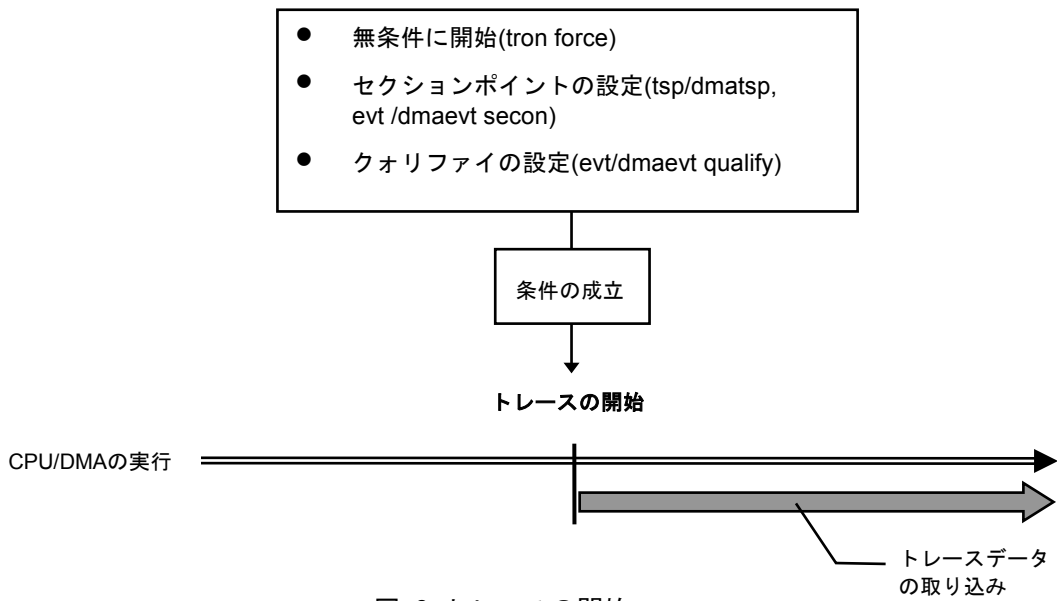 ● 無条件に開始(tron force)
● セクションポイントの設定(tsp/dmatsp,
evt /dmaevt secon)
● クォリファイの設定(evt/dmaevt qualify)
条件の成立
トレースの開始
CPU/DMAの実行
トレースデータ
の取り込み